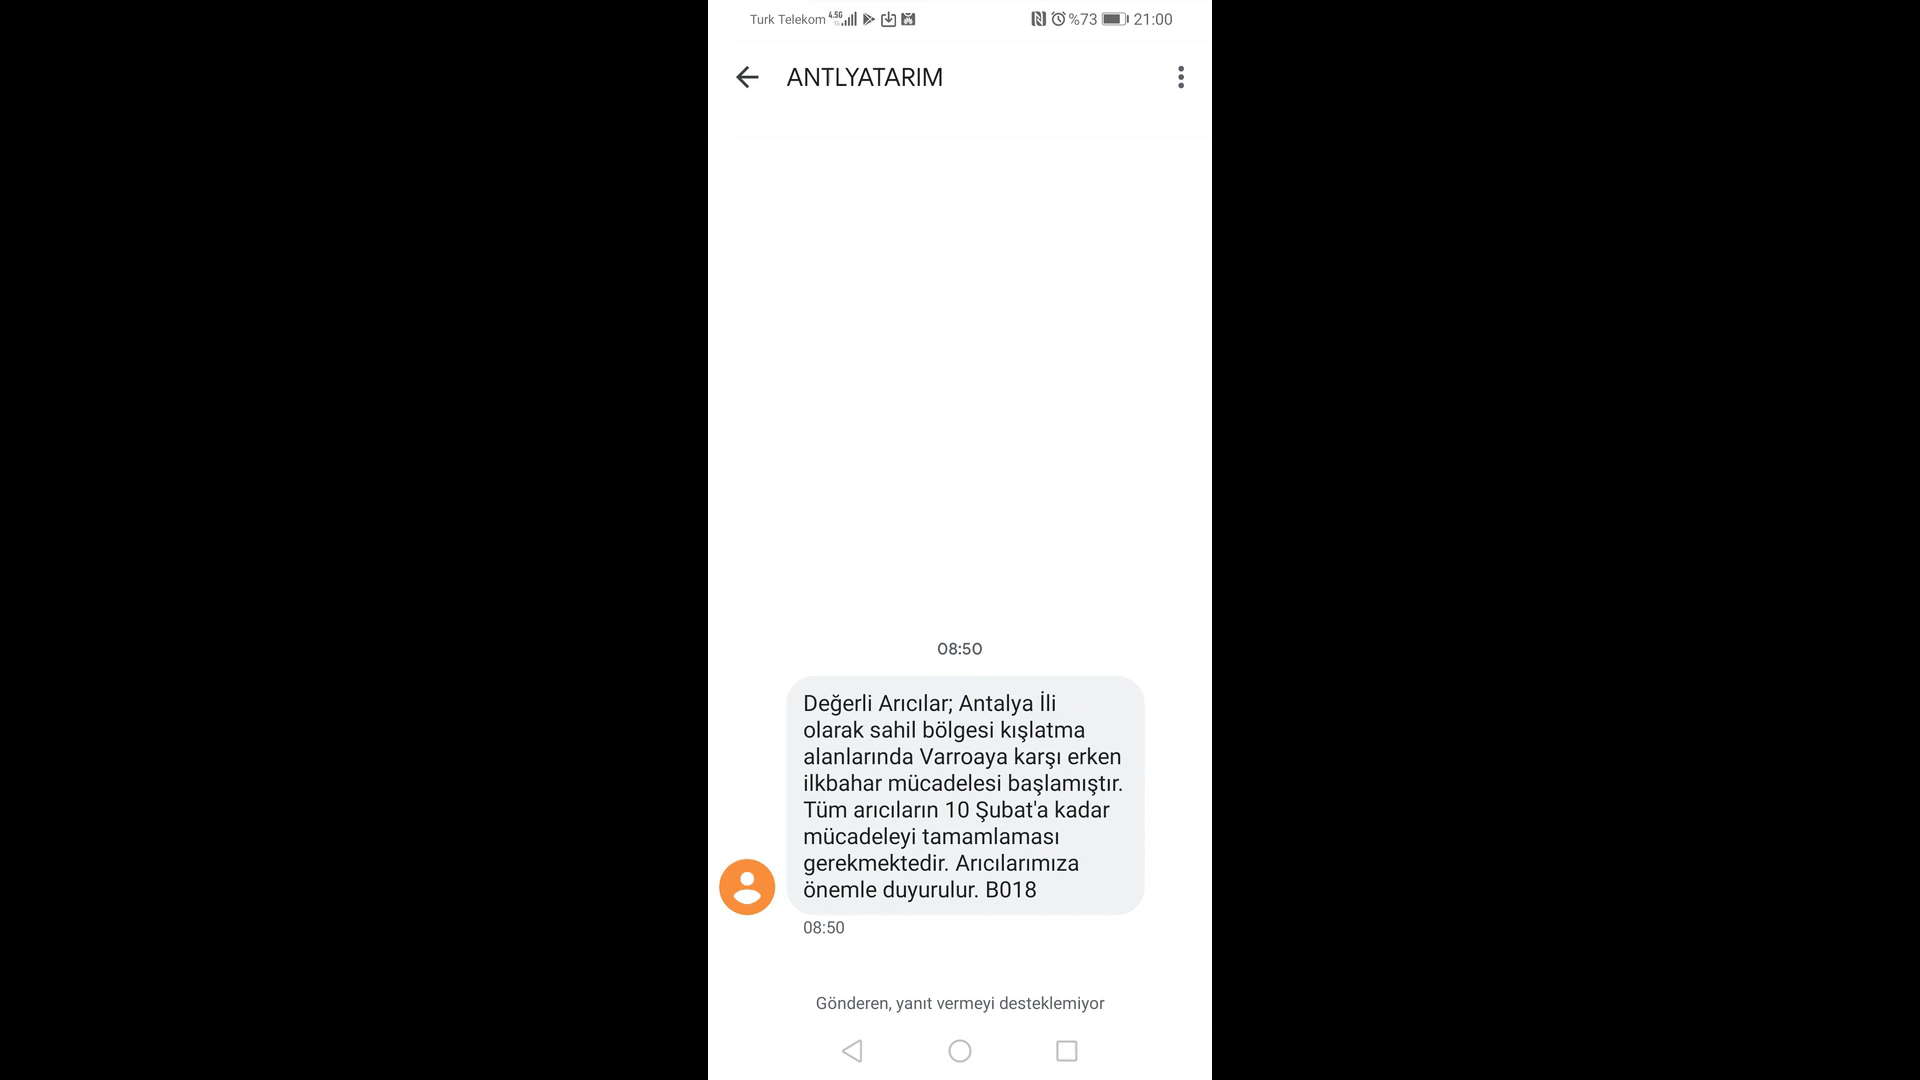 Turk Telekom 4.5G %73 21:00
ANTLYATARIM
08:50
Değerli Arıcılar; Antalya İli
olarak sahil bölgesi kışlatma
alanlarında Varroaya karşı erken
ilkbahar mücadelesi başlamıştır.
Tüm arıcıların 10 Şubat'a kadar
mücadeleyi tamamlaması
gerekmektedir. Arıcılarımıza
önemle duyurulur. B018
08:50
Gönderen, yanıt vermeyi desteklemiyor